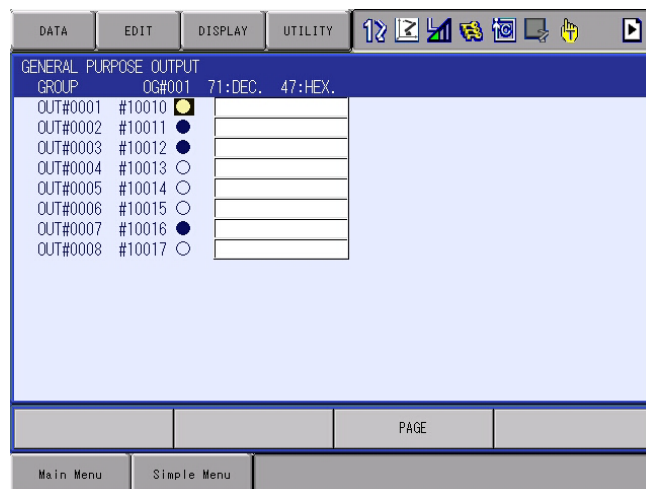 DATA EDIT DISPLAY UTILITY
GENERAL PURPOSE OUTPUT
GROUP OG#001 71:DEC. 47:HEX.
OUT#0001 #10010
OUT#0002 #10011
OUT#0003 #10012
OUT#0004 #10013
OUT#0005 #10014
OUT#0006 #10015
OUT#0007 #10016
OUT#0008 #10017
PAGE
Main Menu Simple Menu